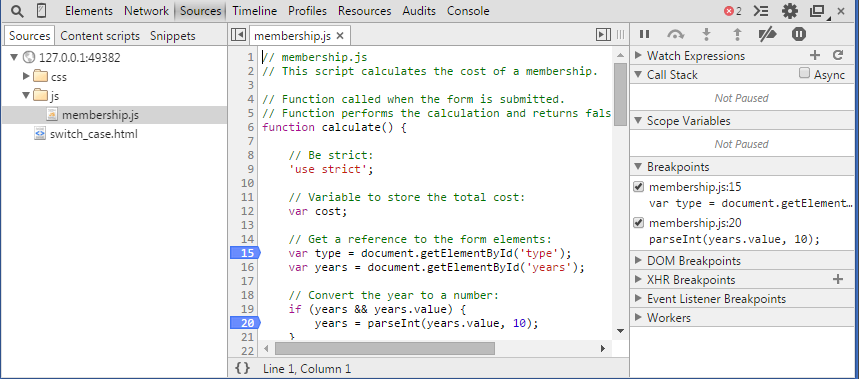 Elements Network Sources Timeline Profiles Resources Audits Console 2
Sources Content scripts Snippets
127.0.0.1:49382
css
js
membership.js
switch_case.html
membership.js ×
1 // membership.js
2 // This script calculates the cost of a membership.
3
4 // Function called when the form is submitted.
5 // Function performs the calculation and returns fals
6 function calculate() {
7
8 // Be strict:
9 'use strict';
10
11 // Variable to store the total cost:
12 var cost;
13
14 // Get a reference to the form elements:
15 var type = document.getElementById('type');
16 var years = document.getElementById('years');
17
18 // Convert the year to a number:
19 if (years && years.value) {
20 years = parseInt(years.value, 10);
21 }
22
{} Line 1, Column 1
Watch Expressions
Call Stack Async
Not Paused
Scope Variables
Not Paused
Breakpoints
membership.js:15
var type = document.getElement...
membership.js:20
parseInt(years.value, 10);
DOM Breakpoints
XHR Breakpoints
Event Listener Breakpoints
Workers